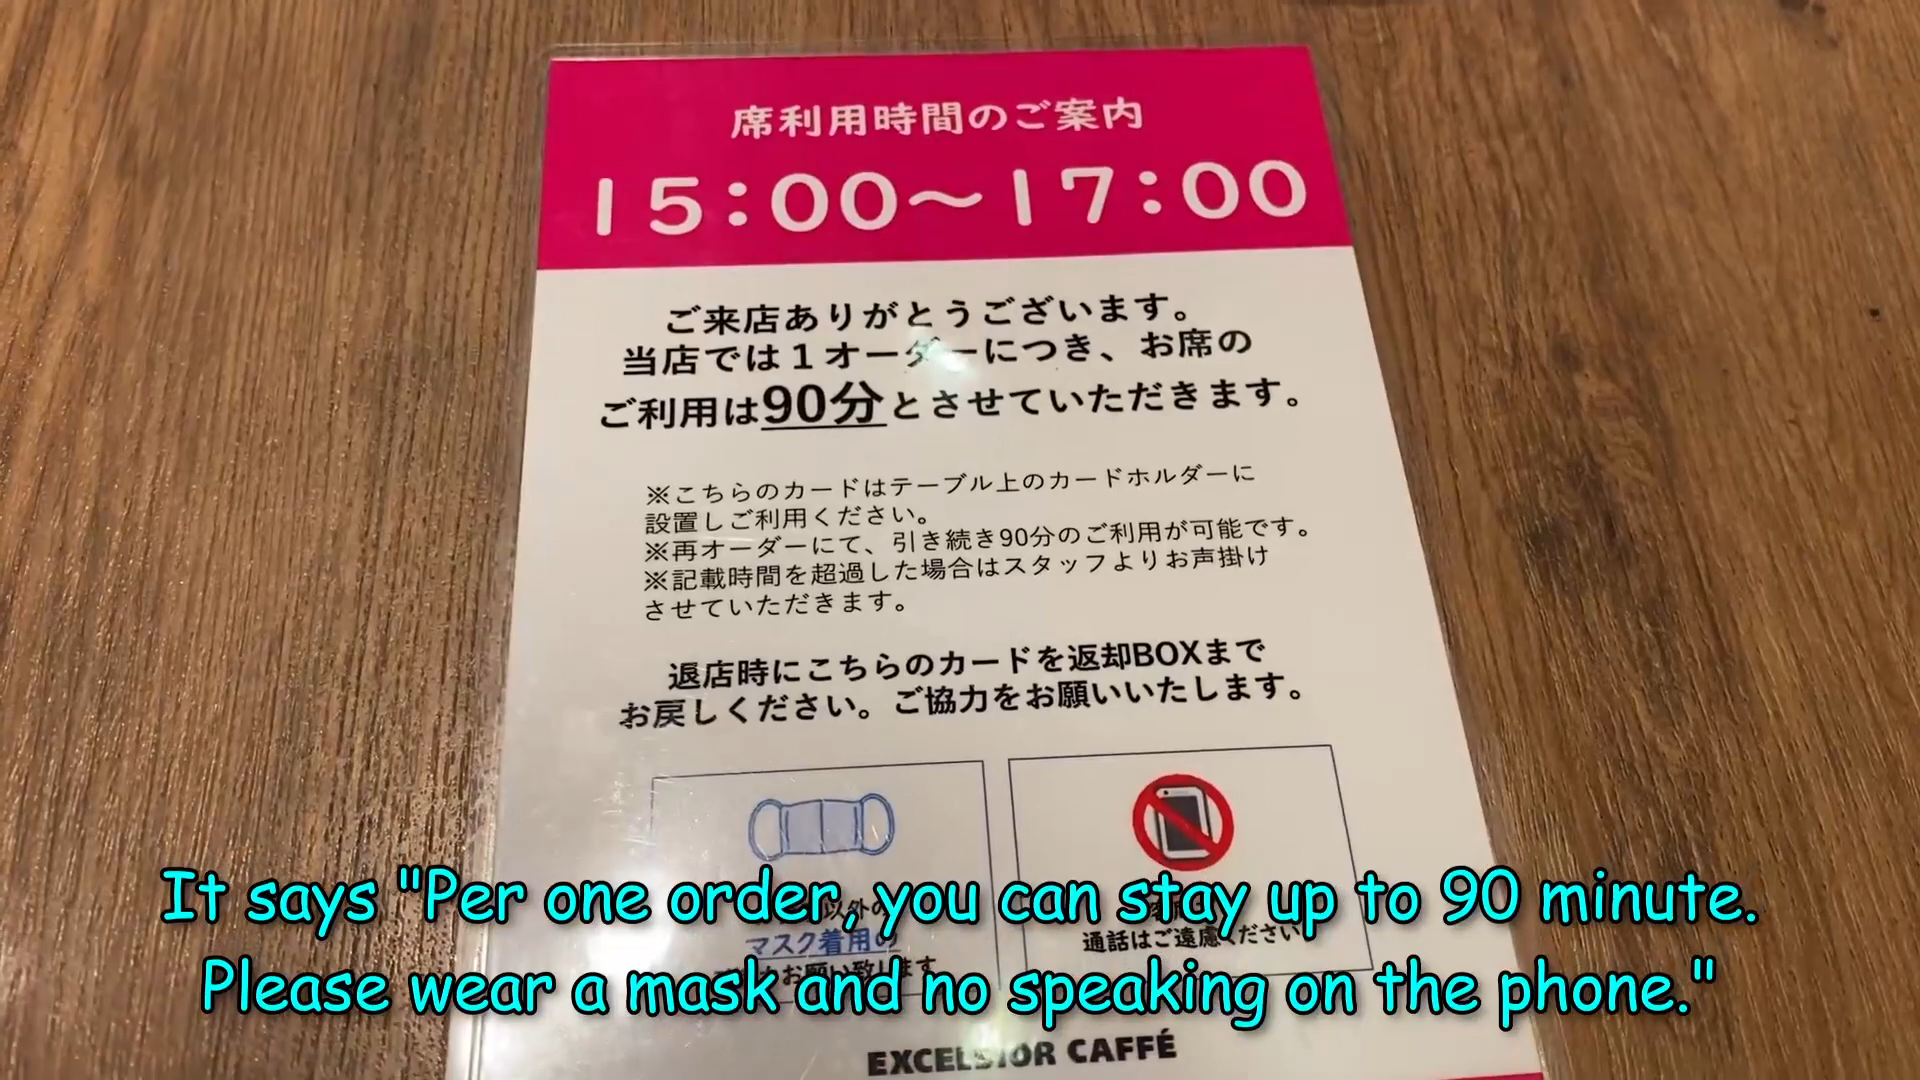 席利用時間のご案内
15:00～17:00
ご来店ありがとうございます。
当店では1オーダーにつき、お席の
ご利用は90分とさせていただきます。
※こちらのカードはテーブル上のカードホルダーに
設置しご利用ください。
※再オーダーにて、引き続き90分のご利用が可能です。
※記載時間を超過した場合はスタッフよりお声掛け
させていただきます。
退店時にこちらのカードを返却BOXまで
お戻しください。ご協力をお願いいたします。
以外の
マスク着用の
お願い致します
通話はご遠慮ください
It says "Per one order, you can stay up to 90 minute.
Please wear a mask and no speaking on the phone."
EXCELSIOR CAFFÉ